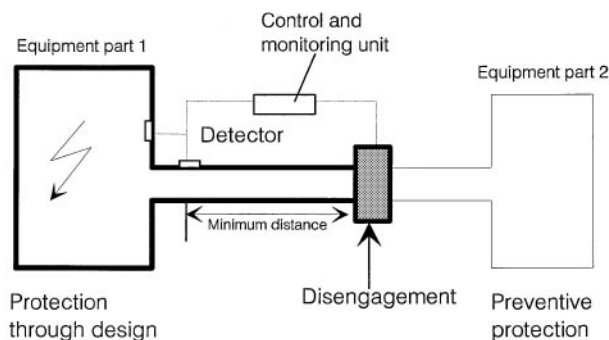 Control and
monitoring unit
Equipment part 1
Equipment part 2
Detector
Minimum distance
Disengagement
Protection
through design
Preventive
protection